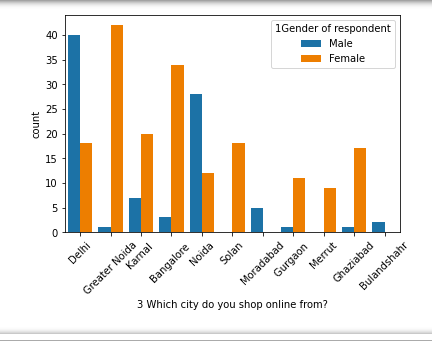 1Gender of respondent
Male
Female
count
40
35
30
25
20
15
10
5
0
Delhi
Greater Noida
Karnal
Bangalore
Noida
Solan
Moradabad
Gurgaon
Merrut
Ghaziabad
Bulandshahr
3 Which city do you shop online from?